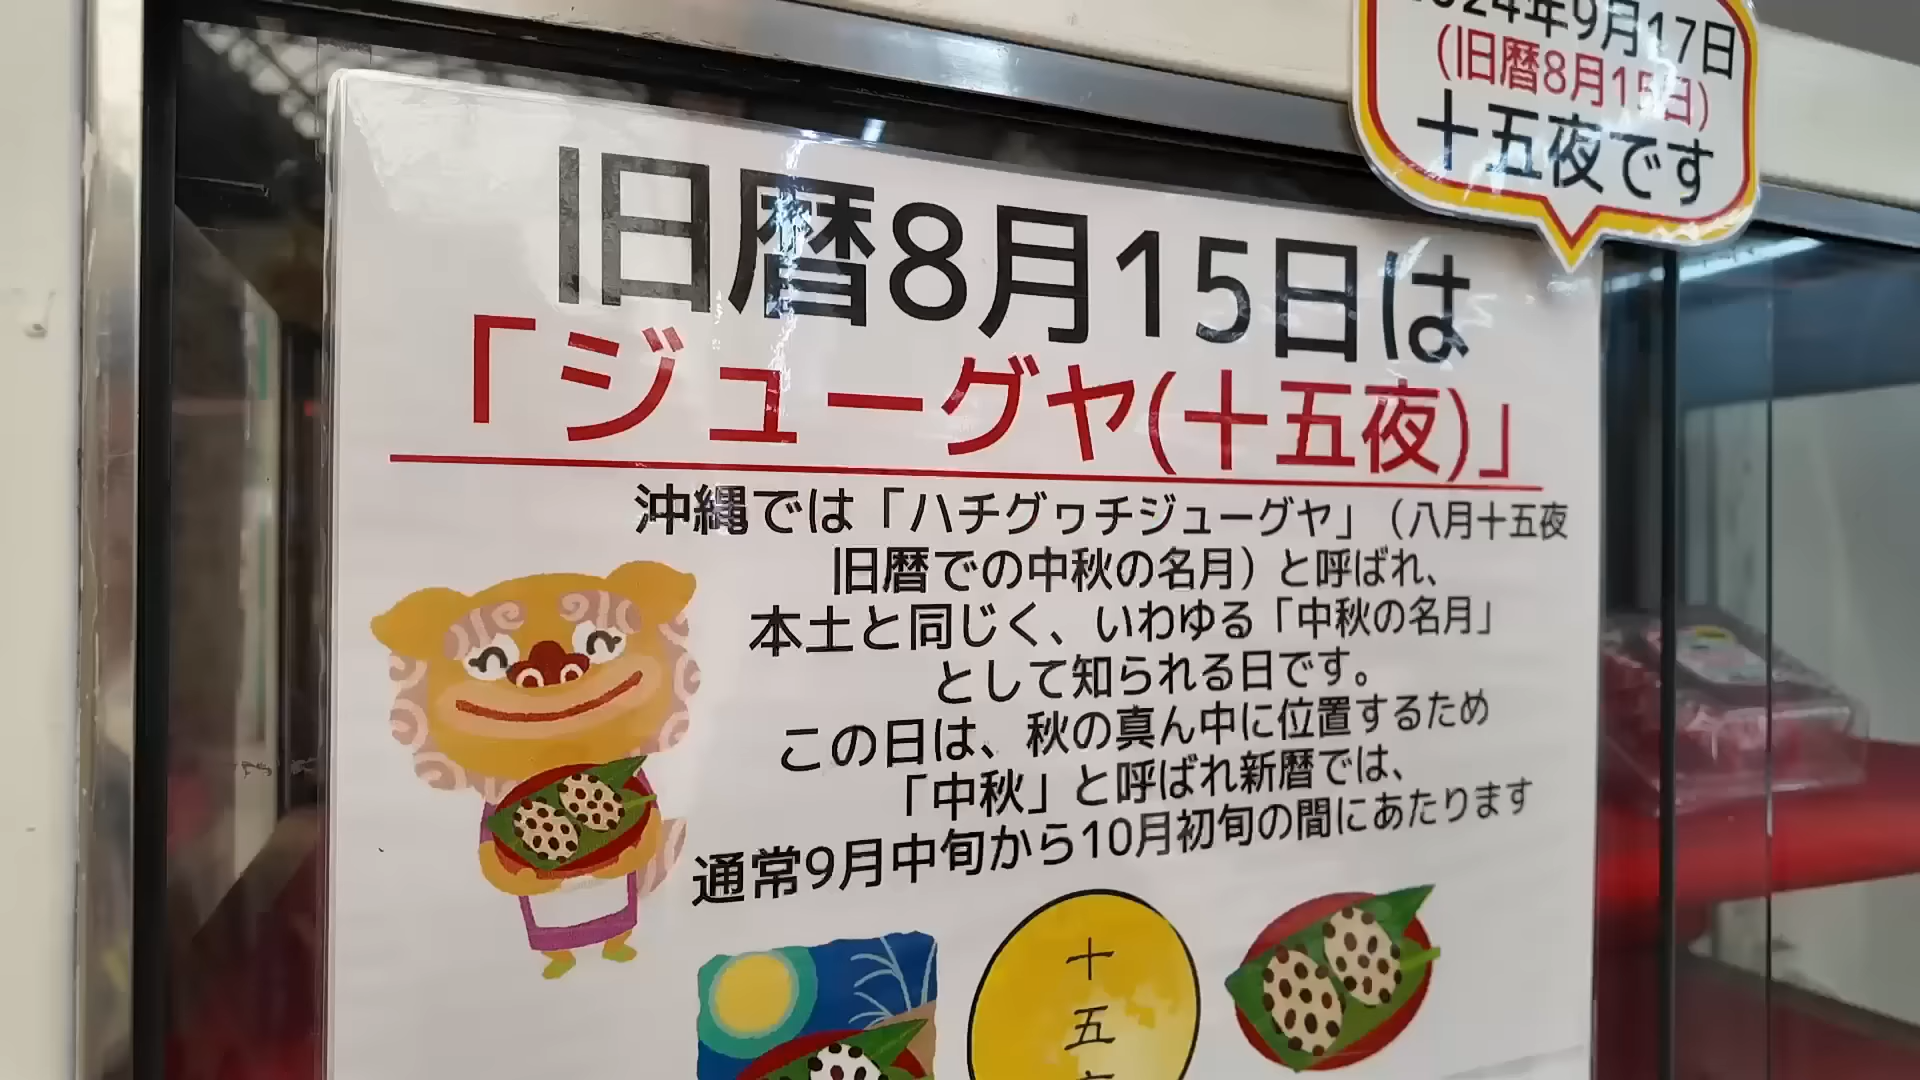 2024年9月17日
(旧暦8月15日)
十五夜です
旧暦8月15日は
「ジューグヤ(十五夜)」
沖縄では「ハチグヮチジューグヤ」（八月十五夜
旧暦での中秋の名月）と呼ばれ、
本土と同じく、いわゆる「中秋の名月」
として知られる日です。
この日は、秋の真ん中に位置するため
「中秋」と呼ばれ新暦では、
通常9月中旬から10月初旬の間にあたります
十
五